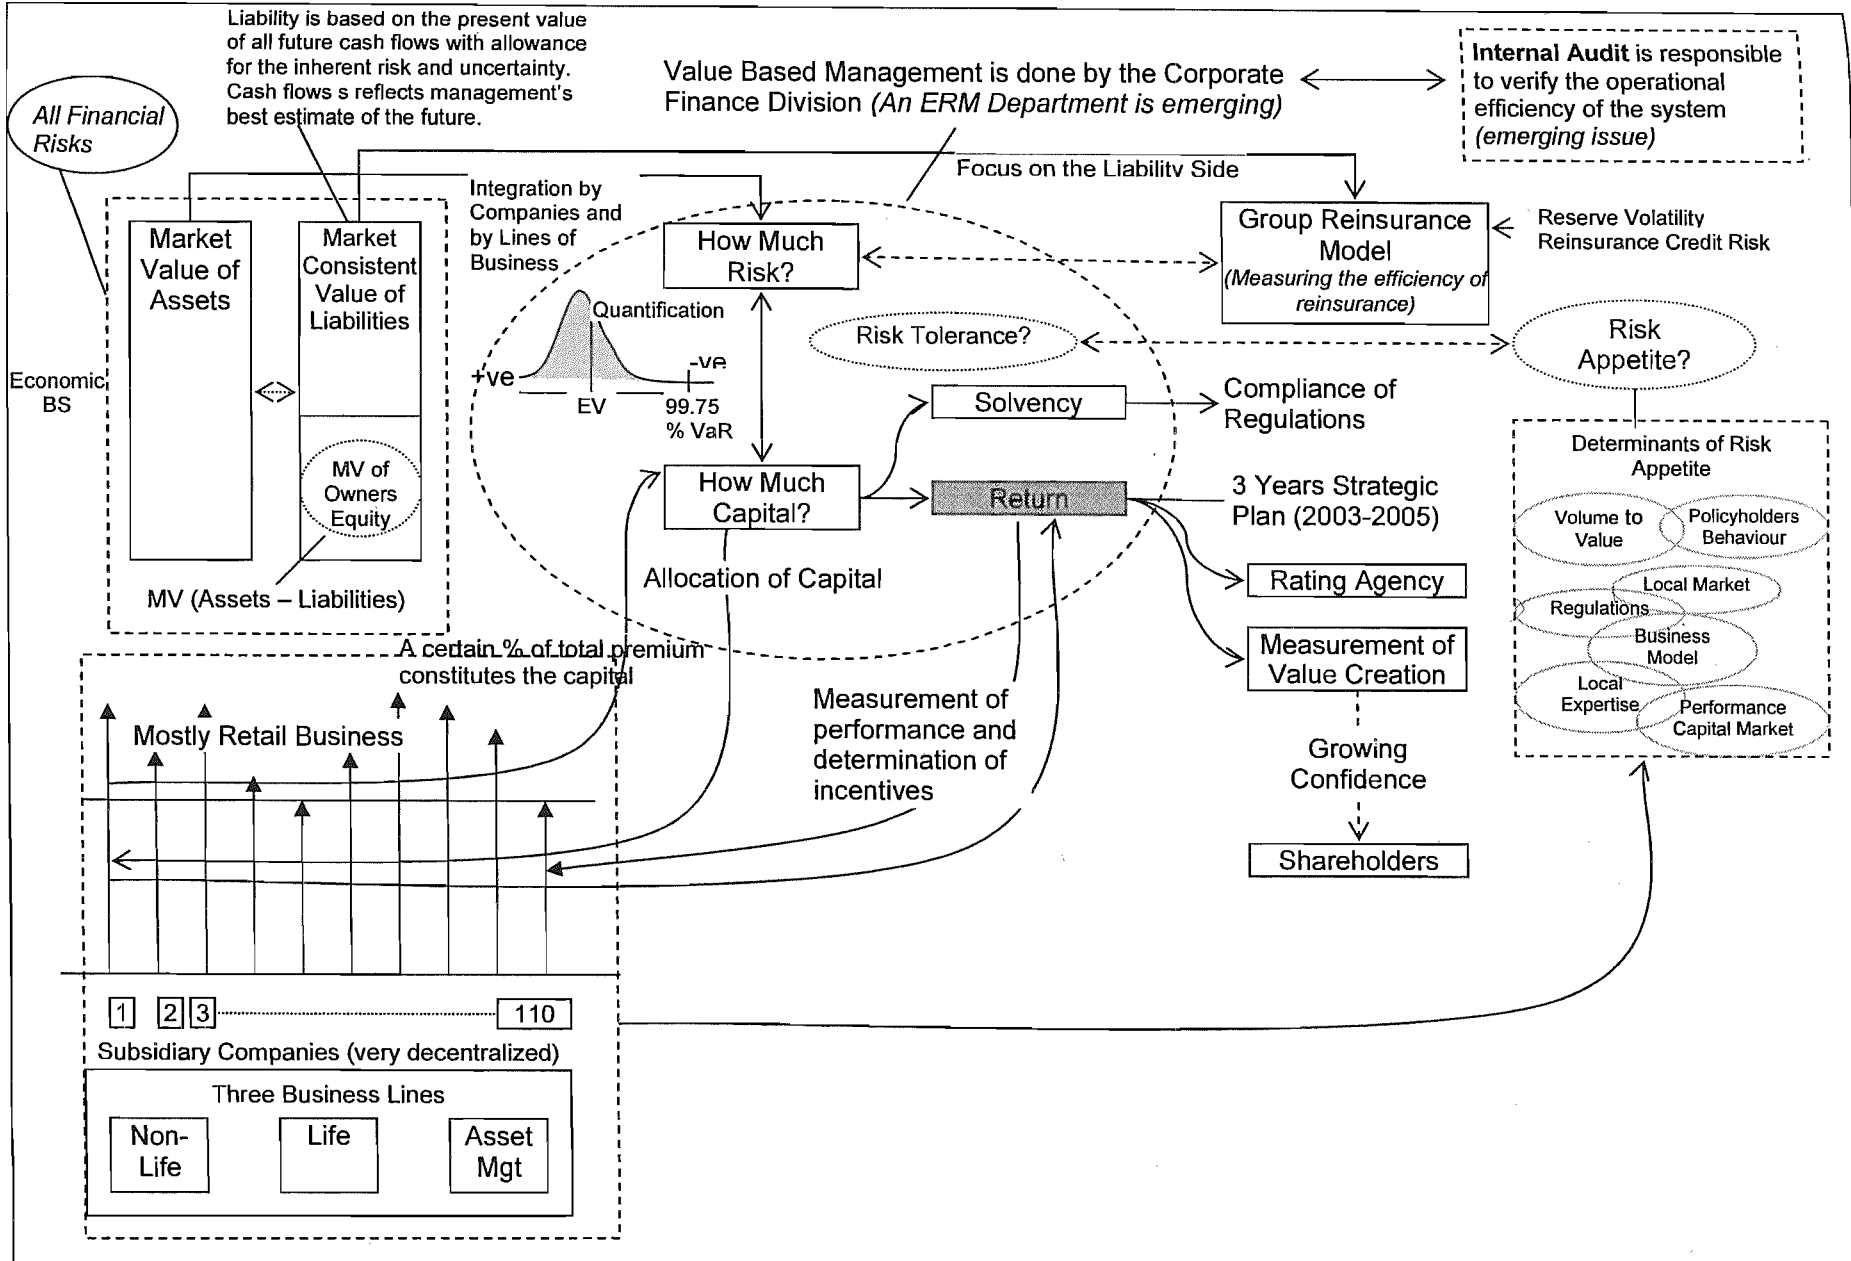 Liability is based on the present value
of all future cash flows with allowance
for the inherent risk and uncertainty.
Cash flows s reflects management's
best estimate of the future.
All Financial
Risks
Value Based Management is done by the Corporate
Finance Division (An ERM Department is emerging)
Internal Audit is responsible
to verify the operational
efficiency of the system
(emerging issue)
Focus on the Liability Side
Integration by
Companies and
by Lines of
Business
Market
Value of
Assets
Market
Consistent
Value of
Liabilities
How Much
Risk?
Group Reinsurance
Model
(Measuring the efficiency of
reinsurance)
Reserve Volatility
Reinsurance Credit Risk
Quantification
+ve
-ve
EV
99.75
% VaR
Risk Tolerance?
Risk
Appetite?
Economic
BS
Solvency
Compliance of
Regulations
MV of
Owners
Equity
How Much
Capital?
Return
3 Years Strategic
Plan (2003-2005)
Determinants of Risk
Appetite
Volume to
Value
Policyholders
Behaviour
Local Market
Regulations
Business
Model
Local
Expertise
Performance
Capital Market
MV (Assets – Liabilities)
Allocation of Capital
Rating Agency
Measurement of
Value Creation
A certain % of total premium
constitutes the capital
Mostly Retail Business
Measurement of
performance and
determination of
incentives
Growing
Confidence
Shareholders
1 2 3 110
Subsidiary Companies (very decentralized)
Three Business Lines
Non-
Life
Life
Asset
Mgt